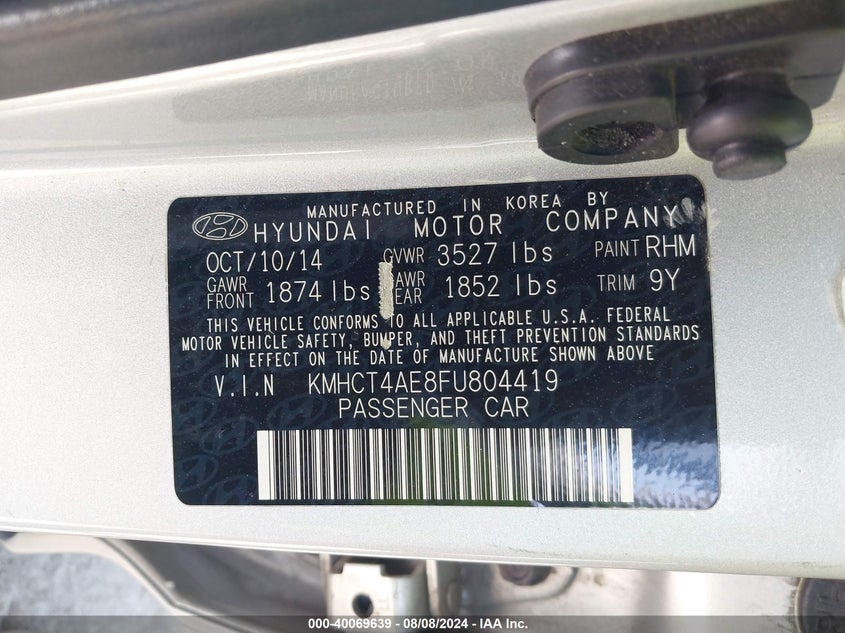 MANUFACTURED IN KOREA BY
HYUNDAI MOTOR COMPANY
OCT/10/14 GVWR 3527 lbs PAINT RHM
GAWR FRONT 1874 lbs 1852 lbs TRIM 9Y
THIS VEHICLE CONFORMS TO ALL APPLICABLE U.S.A. FEDERAL
MOTOR VEHICLE SAFETY, BUMPER, AND THEFT PREVENTION STANDARDS
IN EFFECT ON THE DATE OF MANUFACTURE SHOWN ABOVE
V.I.N KMHCT4AE8FU804419
PASSENGER CAR
000-40069639 - 08/08/2024 - IAA Inc.